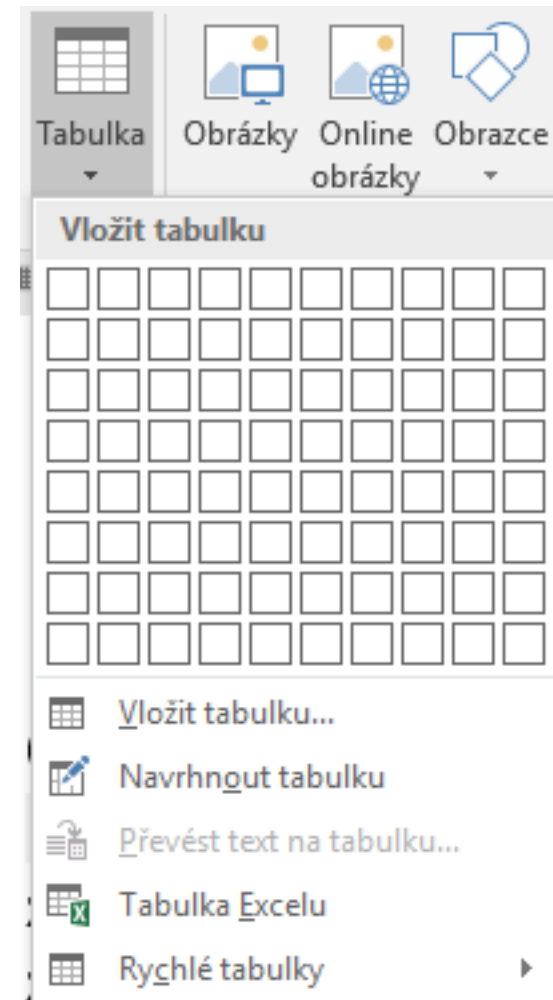 Tabulka Obrázky Online Obrazce
obrázky
Vložit tabulku
Vložit tabulku...
Navrhnout tabulku
Převést text na tabulku...
Tabulka Excelu
Rychlé tabulky